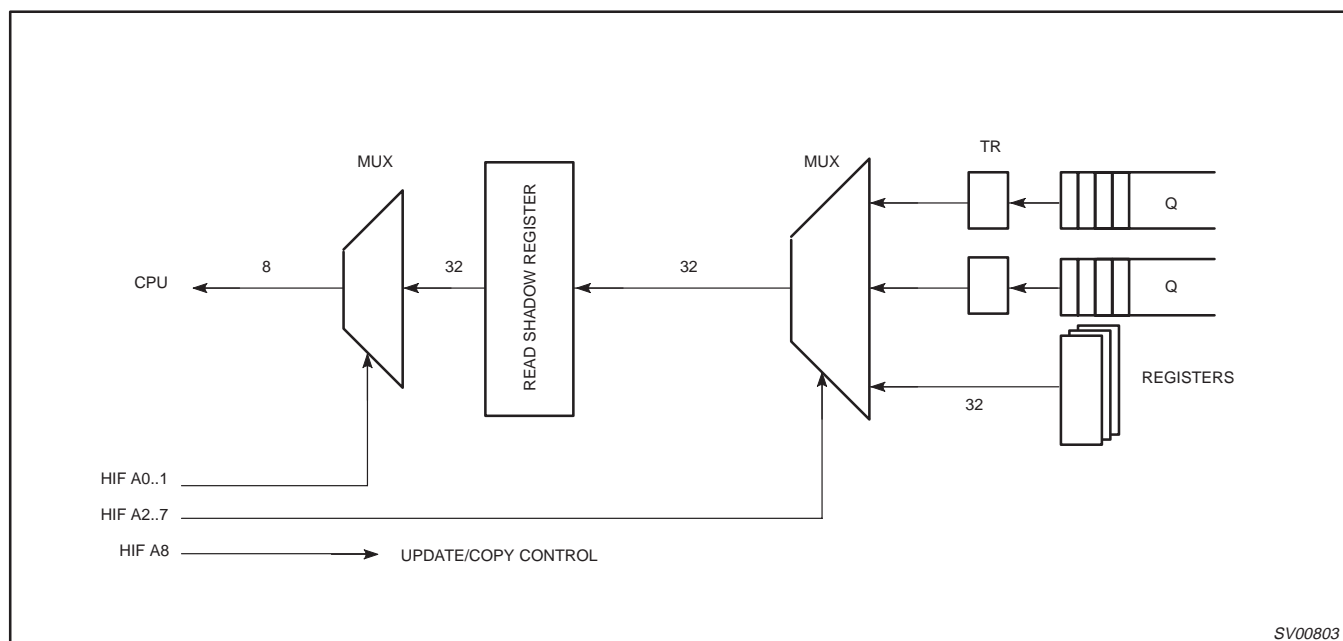 MUX
READ SHADOW REGISTER
MUX
TR
Q
CPU
8
32
32
Q
REGISTERS
32
HIF A0..1
HIF A2..7
HIF A8
UPDATE/COPY CONTROL
SV00803